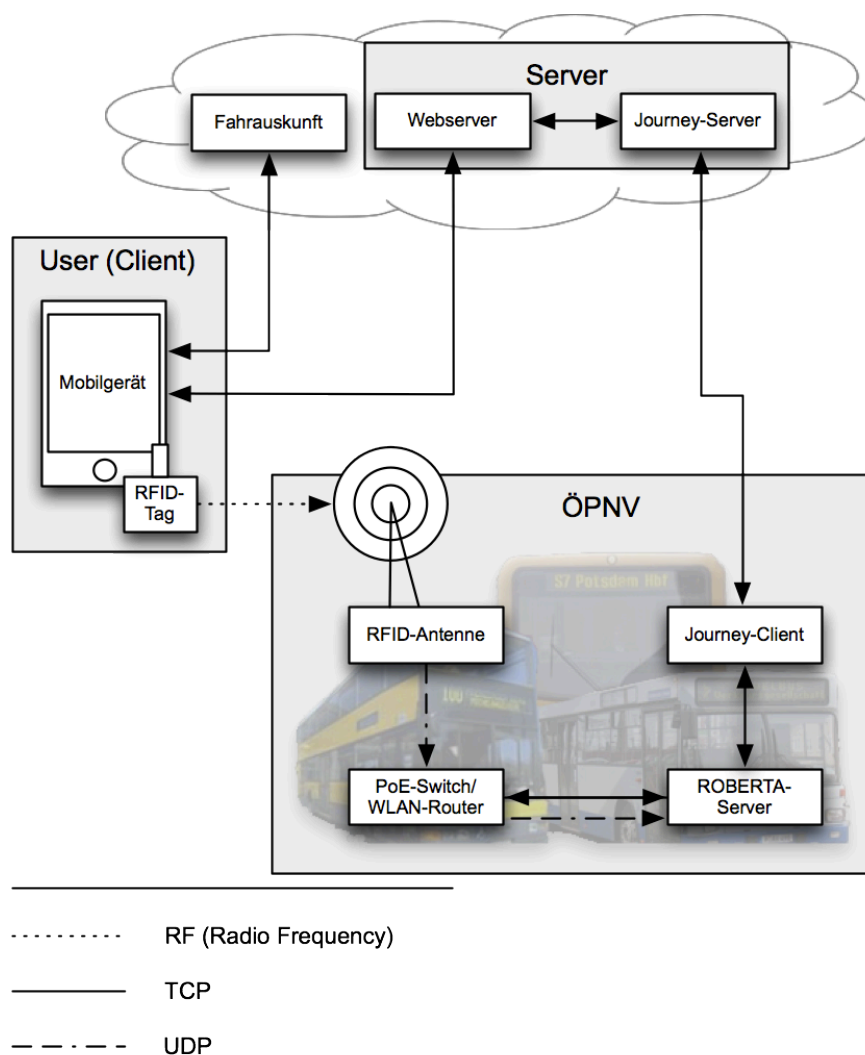 Server
Fahrauskunft
Webserver
Journey-Server
User (Client)
Mobilgerät
RFID-
Tag
ÖPNV
S7 Potsdam Hbf
RFID-Antenne
Journey-Client
100
PoE-Switch/
WLAN-Router
ROBERTA-
Server
RF (Radio Frequency)
TCP
UDP